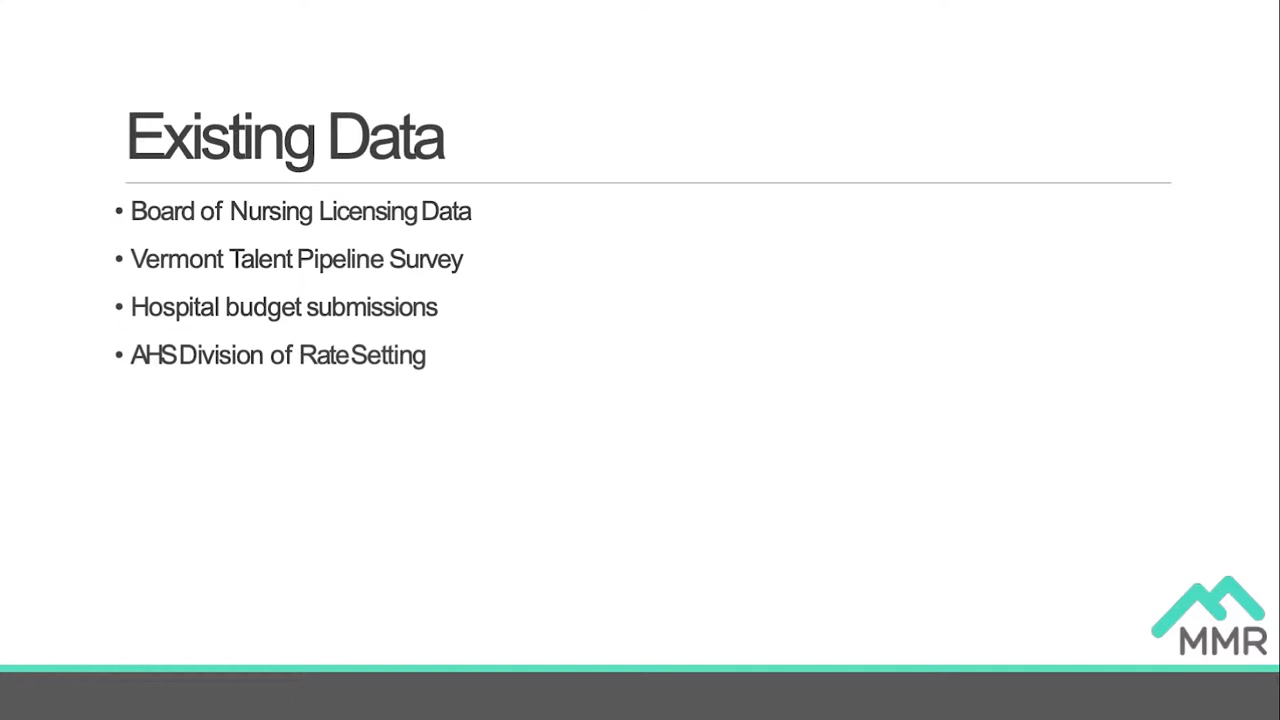 Existing Data
• Board of Nursing Licensing Data
• Vermont Talent Pipeline Survey
• Hospital budget submissions
• AHS Division of Rate Setting
MMR